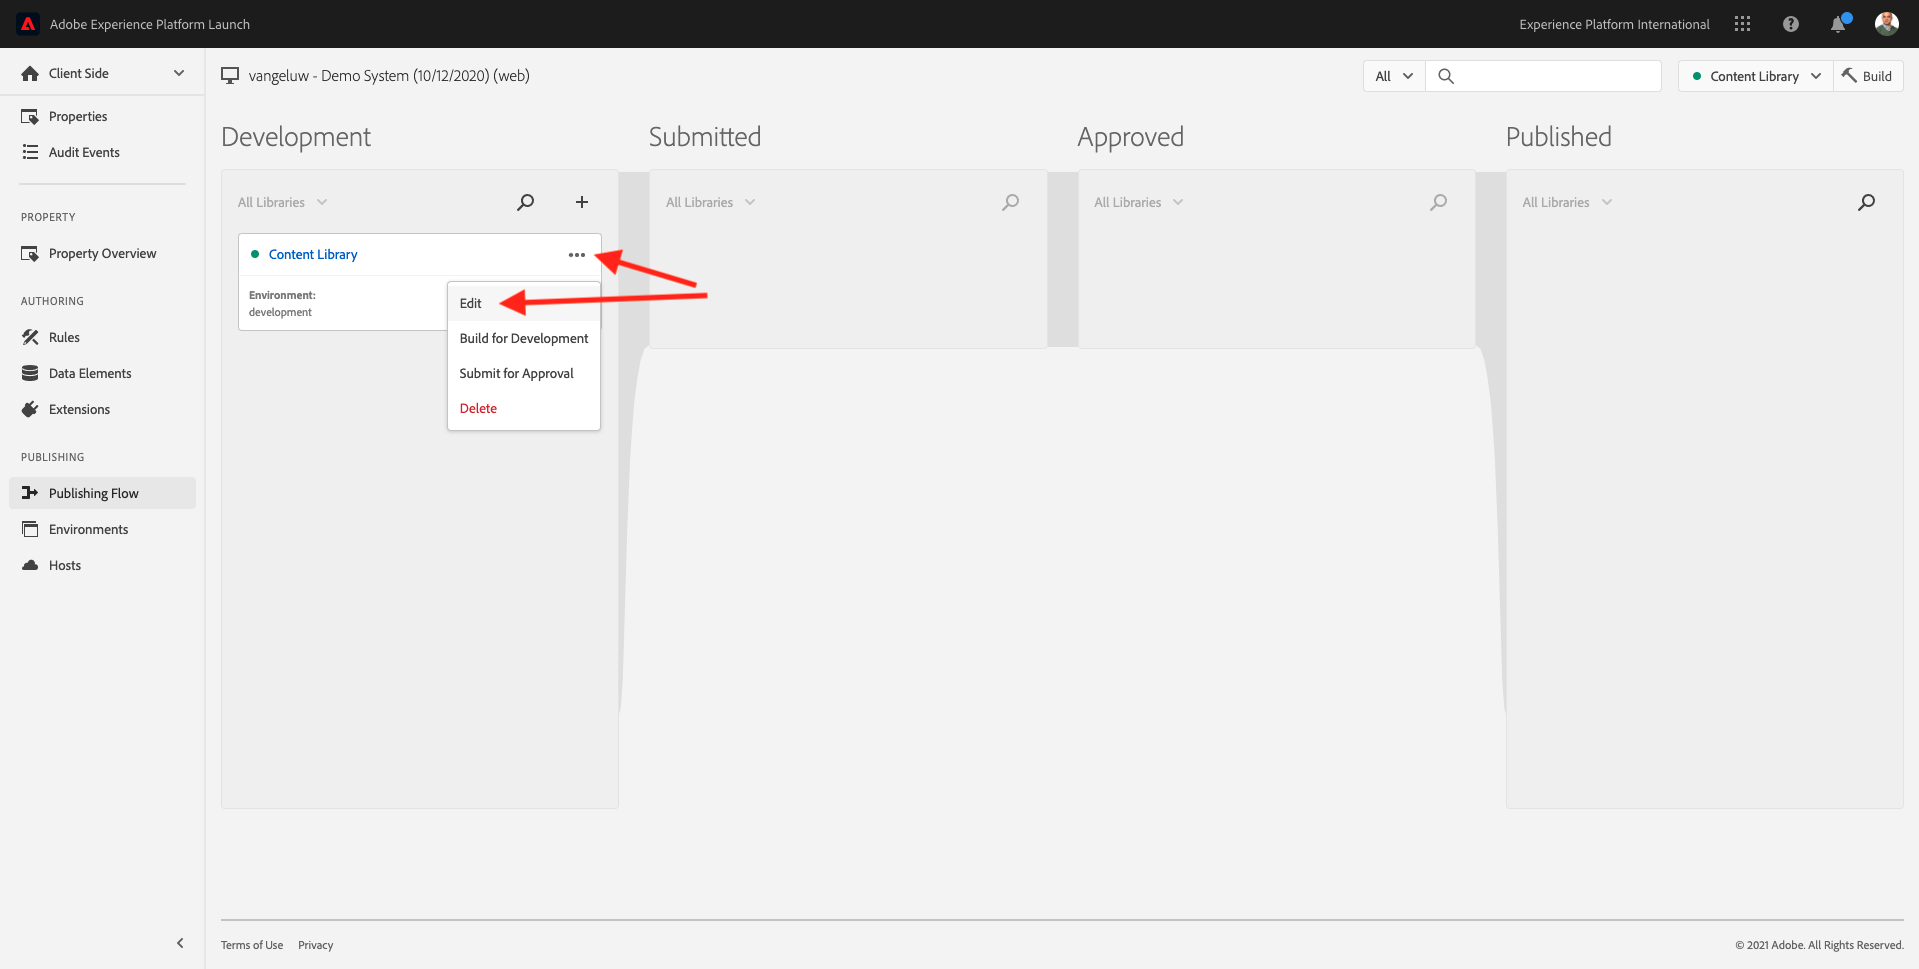 Adobe Experience Platform Launch
Experience Platform International
Client Side
vangeluw - Demo System (10/12/2020) (web)
All
Content Library
Build
Properties
Audit Events
PROPERTY
Property Overview
AUTHORING
Rules
Data Elements
Extensions
PUBLISHING
Publishing Flow
Environments
Hosts
Development
Submitted
Approved
Published
All Libraries
All Libraries
All Libraries
All Libraries
Content Library
Environment:
development
Edit
Build for Development
Submit for Approval
Delete
Terms of Use
Privacy
© 2021 Adobe. All Rights Reserved.